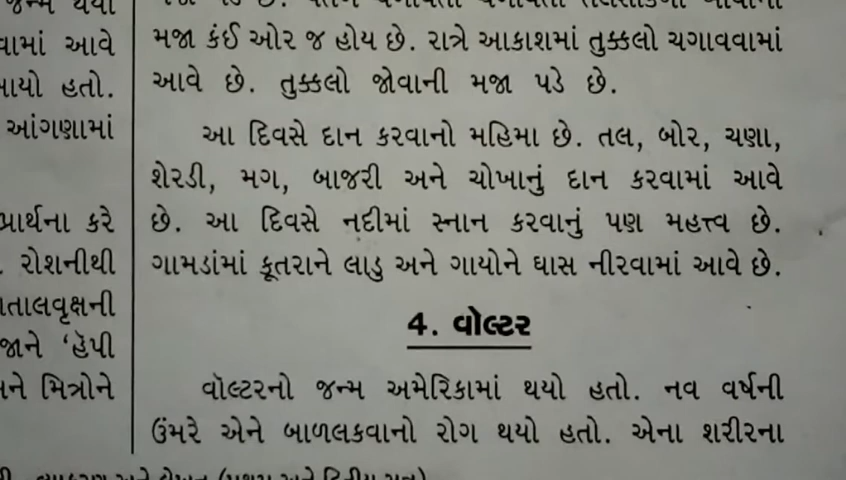 જન્મ થયો
વામાં આવે
આયો હતો.
આંગણામાં
પ્રાર્થના કરે
રોશનીથી
તાલવૃક્ષની
જાને ‘હૅપી
મિત્રોને
મજા કંઈ ઓર જ હોય છે. રાત્રે આકાશમાં તુક્કલો ચગાવવામાં
આવે છે. તુક્કલો જોવાની મજા પડે છે.
આ દિવસે દાન કરવાનો મહિમા છે. તલ, બોર, ચણા,
શેરડી, મગ, બાજરી અને ચોખાનું દાન કરવામાં આવે
છે. આ દિવસે નદીમાં સ્નાન કરવાનું પણ મહત્ત્વ છે.
ગામડાંમાં કૂતરાને લાડુ અને ગાયોને ઘાસ નીરવામાં આવે છે.
4. વોલ્ટર
વૉલ્ટરનો જન્મ અમેરિકામાં થયો હતો. નવ વર્ષની
ઉંમરે એને બાળલકવાનો રોગ થયો હતો. એના શરીરના